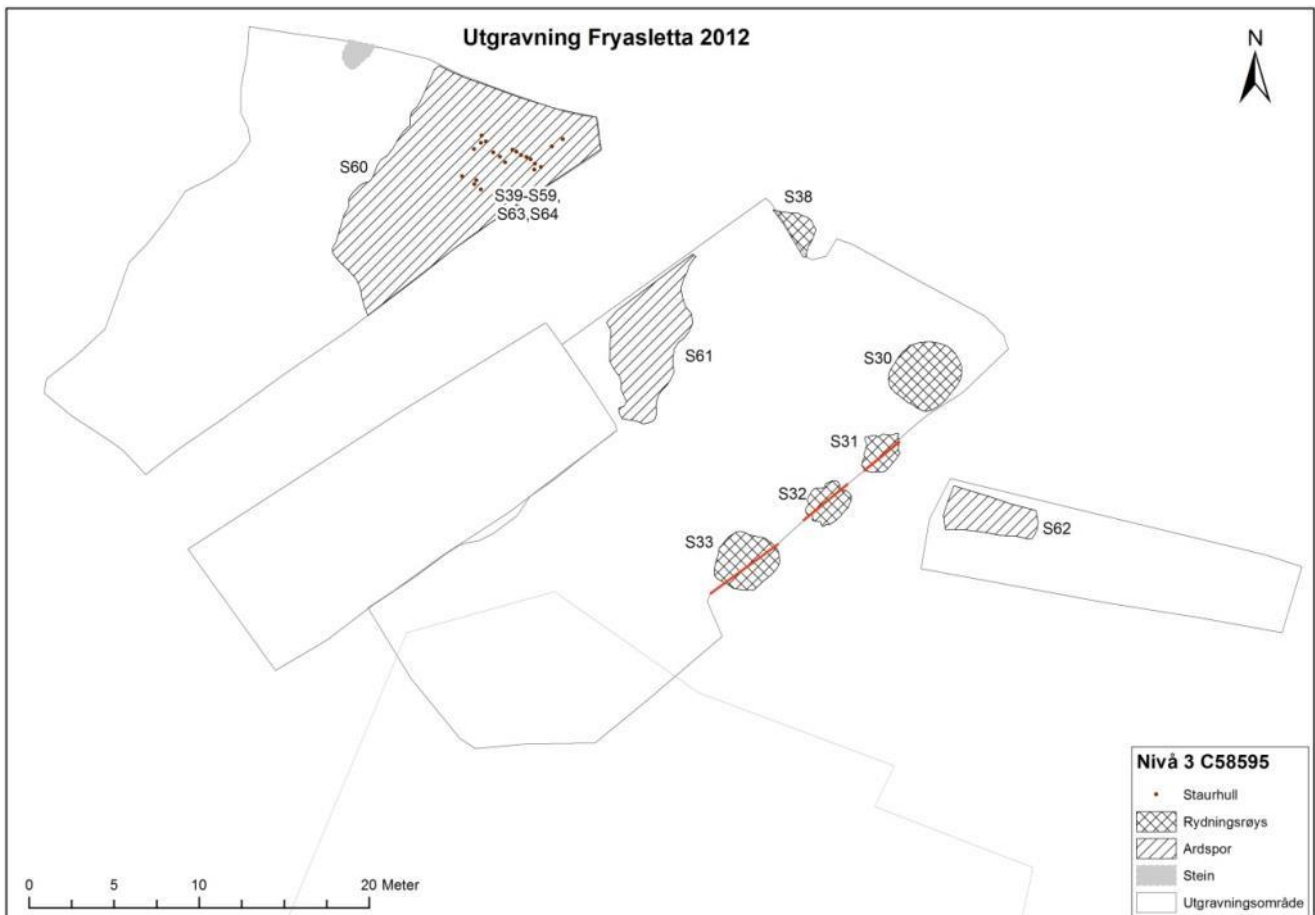 Utgravning Fryasletta 2012
N
S60
S39-S59,
S63,S64
S38
S61
S30
S31
S32
S62
S33
Nivå 3 C58595
Staurhull
Rydningsrøys
Ardspor
Stein
Utgravningsområde
0 5 10 20 Meter